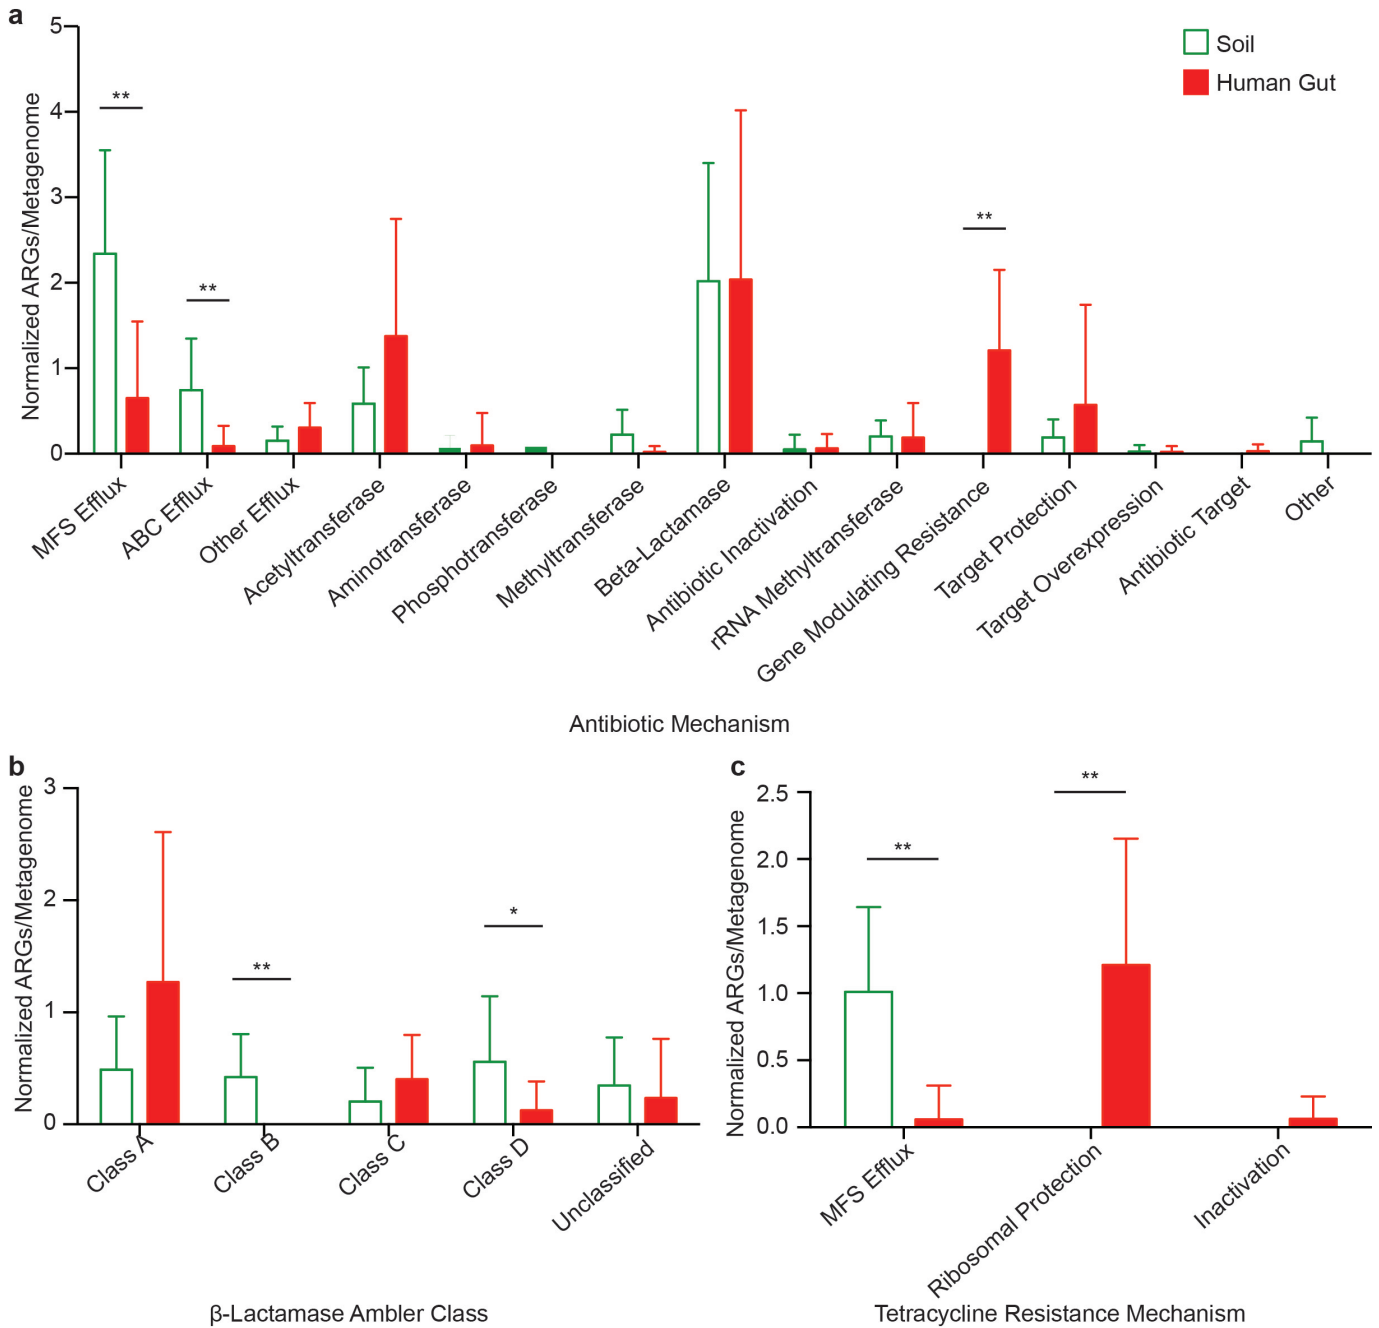 a
5
4
3
2
1
0
Normalized ARGs/Metagenome
Soil
Human Gut
**
**
**
MFS Efflux
ABC Efflux
Other Efflux
Acetyltransferase
Aminotransferase
Phosphotransferase
Methyltransferase
Beta-Lactamase
Antibiotic Inactivation
rRNA Methyltransferase
Gene Modulating Resistance
Target Protection
Target Overexpression
Antibiotic Target
Other
Antibiotic Mechanism
b
3
2
1
0
Normalized ARGs/Metagenome
**
*
Class A
Class B
Class C
Class D
Unclassified
β-Lactamase Ambler Class
c
2.5
2.0
1.5
1.0
0.5
0.0
Normalized ARGs/Metagenome
**
**
MFS Efflux
Ribosomal Protection
Inactivation
Tetracycline Resistance Mechanism